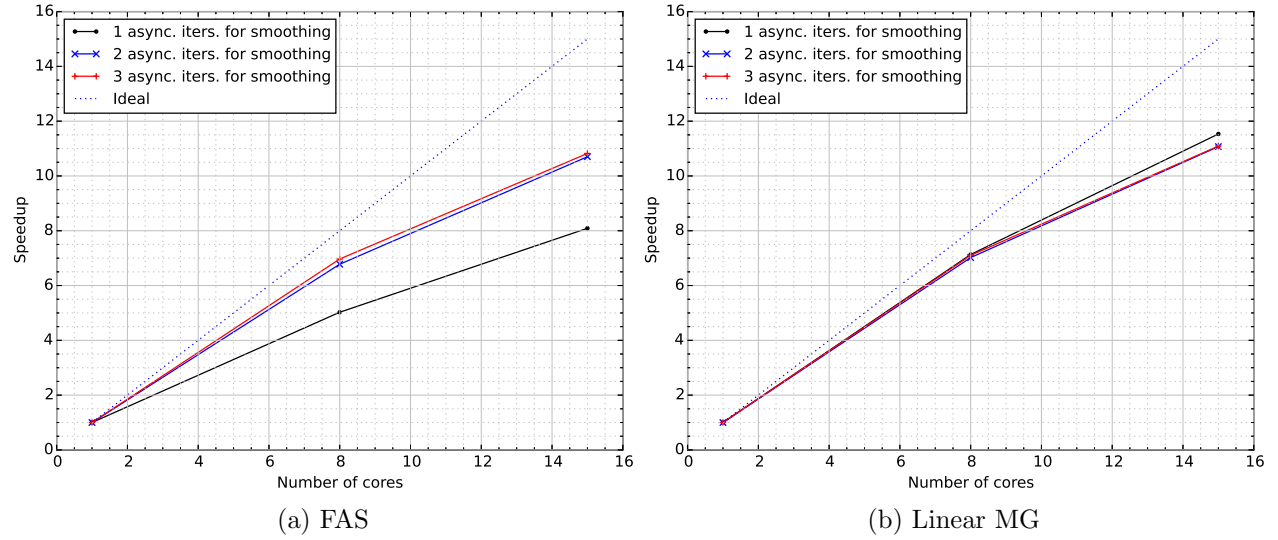 16
14
12
10
8
6
4
2
0
Speedup
1 async. iters. for smoothing
2 async. iters. for smoothing
3 async. iters. for smoothing
Ideal
0 2 4 6 8 10 12 14 16
Number of cores
(a) FAS
16
14
12
10
8
6
4
2
0
Speedup
1 async. iters. for smoothing
2 async. iters. for smoothing
3 async. iters. for smoothing
Ideal
0 2 4 6 8 10 12 14 16
Number of cores
(b) Linear MG